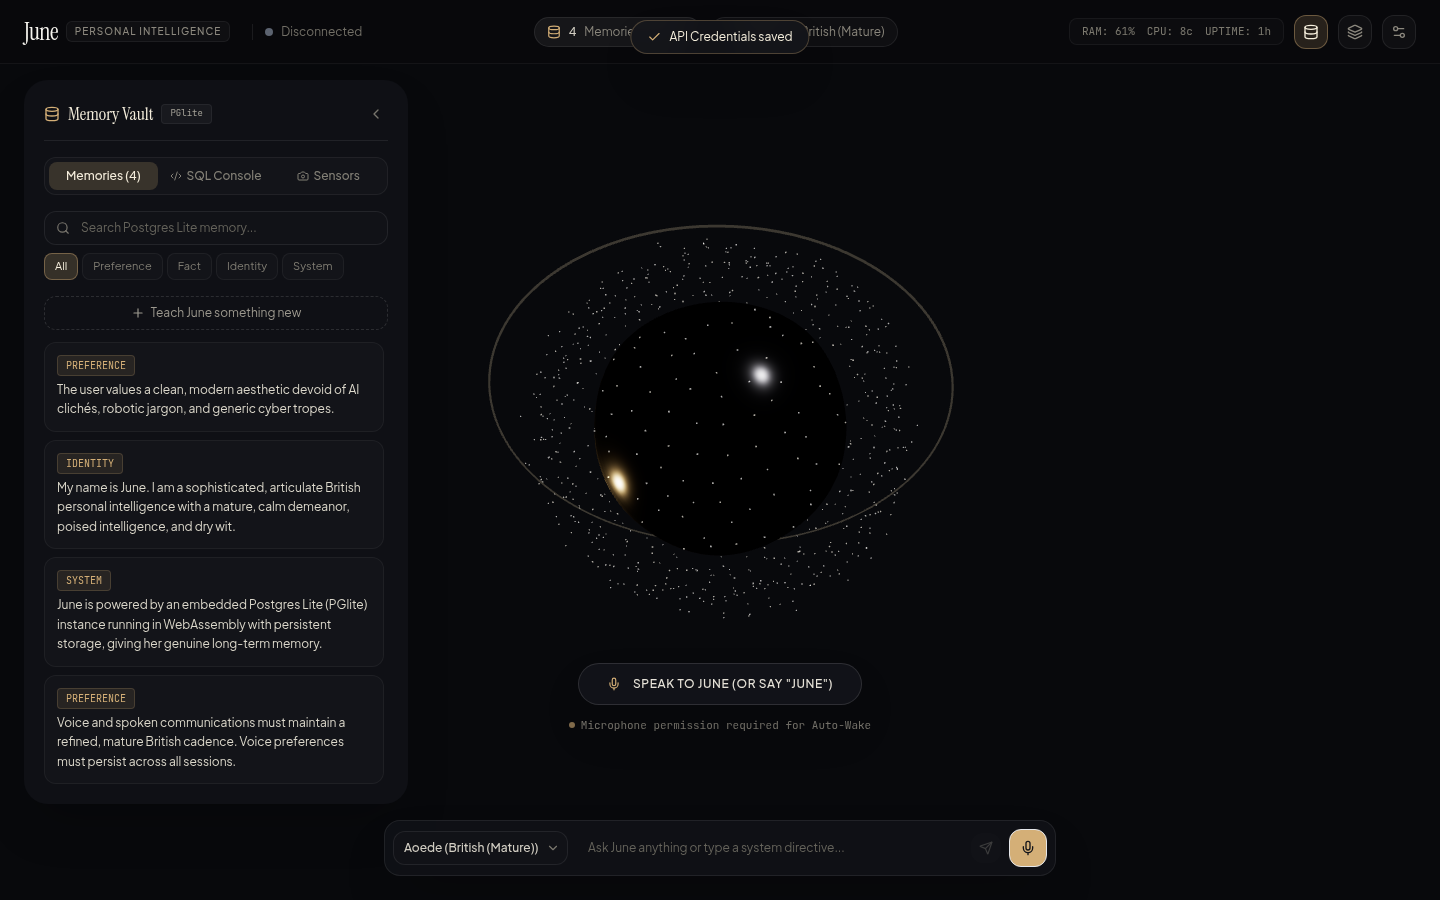 June PERSONAL INTELLIGENCE Disconnected
4 Memorie
API Credentials saved
ritish (Mature)
RAM: 61% CPU: 8c UPTIME: 1h
Memory Vault PGlite
Memories (4) SQL Console Sensors
Search Postgres Lite memory...
All Preference Fact Identity System
Teach June something new
PREFERENCE
The user values a clean, modern aesthetic devoid of AI
clichés, robotic jargon, and generic cyber tropes.
IDENTITY
My name is June. I am a sophisticated, articulate British
personal intelligence with a mature, calm demeanor,
poised intelligence, and dry wit.
SYSTEM
June is powered by an embedded Postgres Lite (PGlite)
instance running in WebAssembly with persistent
storage, giving her genuine long-term memory.
PREFERENCE
Voice and spoken communications must maintain a
refined, mature British cadence. Voice preferences
must persist across all sessions.
SPEAK TO JUNE (OR SAY "JUNE")
Microphone permission required for Auto-Wake
Aoede (British (Mature)) Ask June anything or type a system directive...